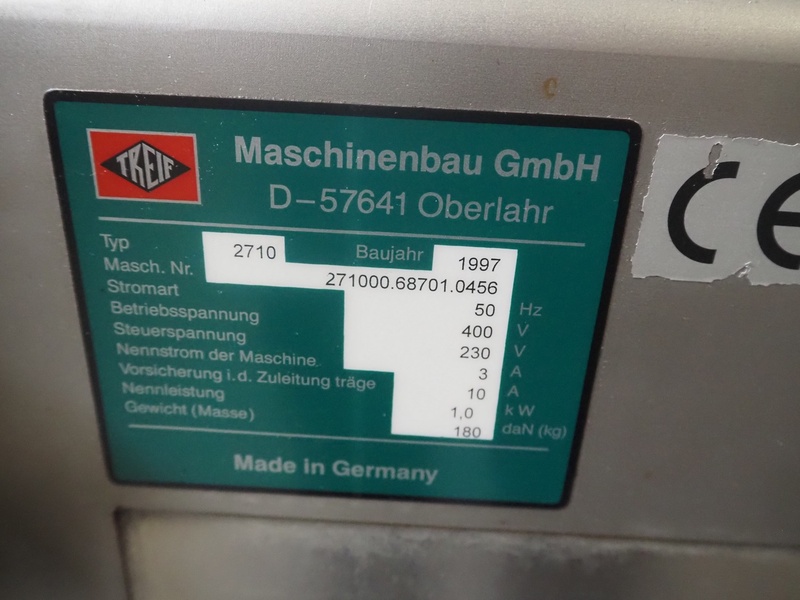 TREIF
Maschinenbau GmbH
D-57641 Oberlahr
Typ 2710 Baujahr 1997
Masch. Nr. 271000.68701.0456
Stromart 50 Hz
Betriebsspannung 400 V
Steuerspannung 230 V
Nennstrom der Maschine 3 A
Vorsicherung i.d. Zuleitung träge 10 A
Nennleistung 1,0 kW
Gewicht (Masse) 180 daN (kg)
Made in Germany
CE